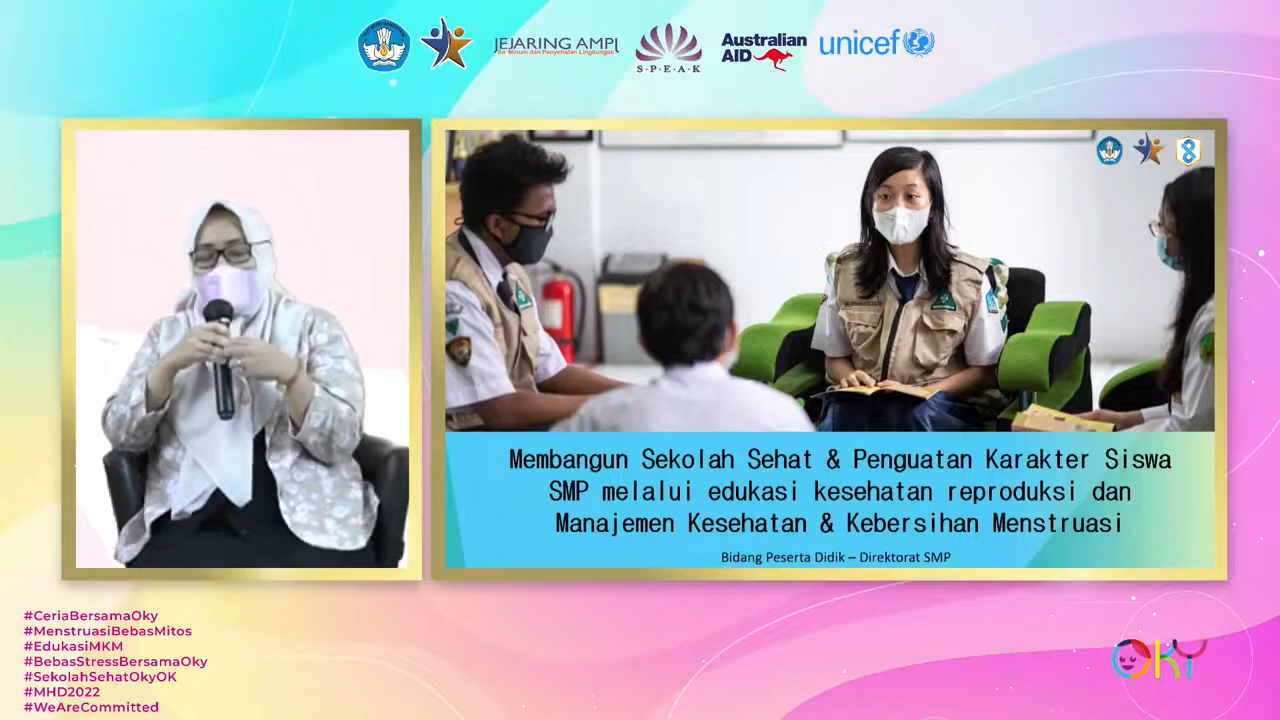 JEJARING AMPL
Air Minum dan Penyehatan Lingkungan
S·P·E·A·K
Australian
AID
unicef
Membangun Sekolah Sehat & Penguatan Karakter Siswa
SMP melalui edukasi kesehatan reproduksi dan
Manajemen Kesehatan & Kebersihan Menstruasi
Bidang Peserta Didik – Direktorat SMP
#CeriaBersamaOky
#MenstruasiBebasMitos
#EdukasiMKM
#BebasStressBersamaOky
#SekolahSehatOkyOK
#MHD2022
#WeAreCommitted
OKY